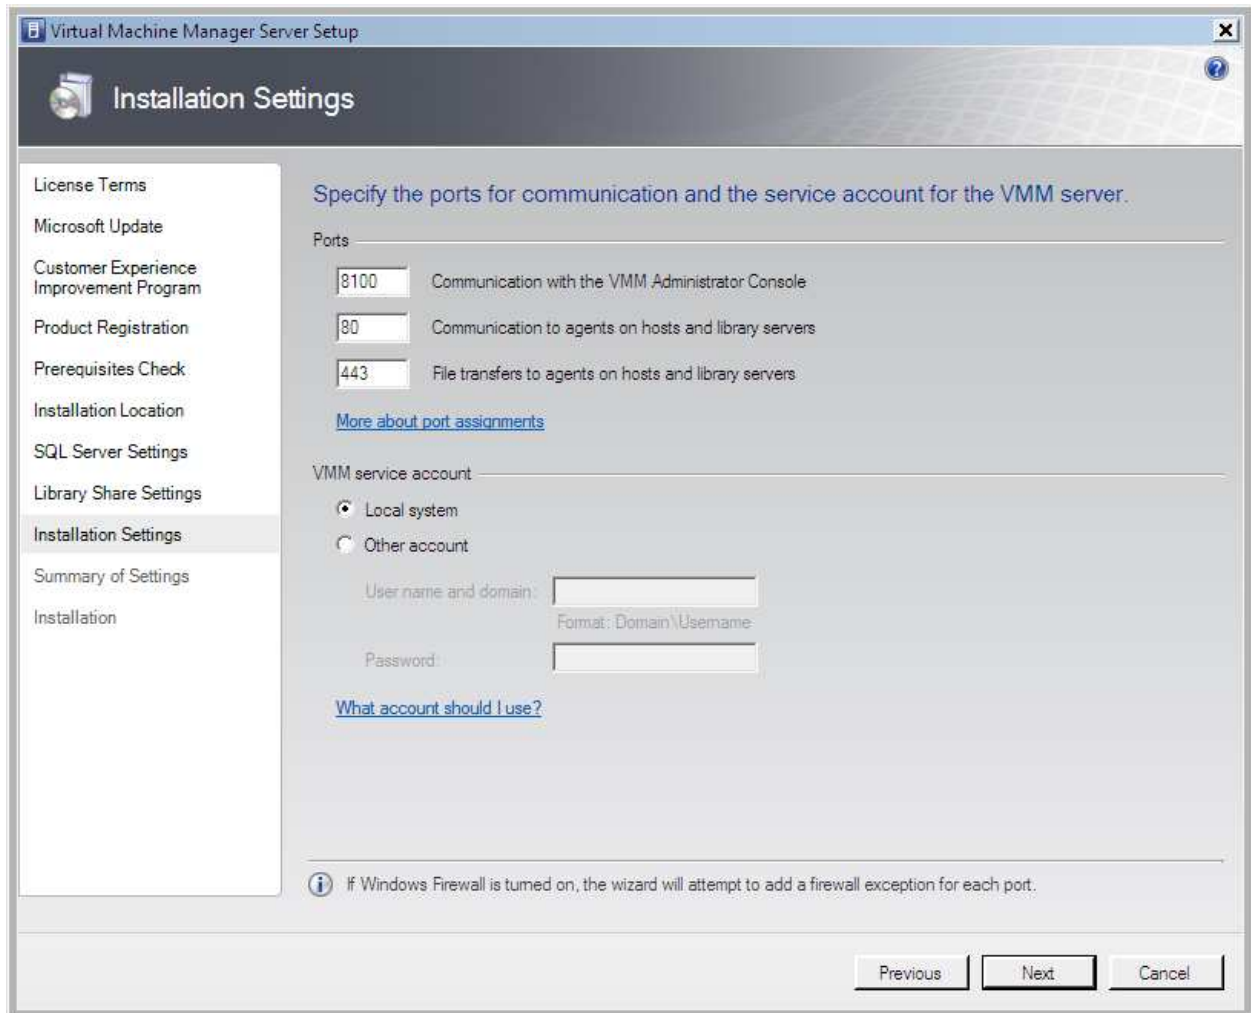 Virtual Machine Manager Server Setup
Installation Settings
License Terms
Microsoft Update
Customer Experience
Improvement Program
Product Registration
Prerequisites Check
Installation Location
SQL Server Settings
Library Share Settings
Installation Settings
Summary of Settings
Installation
Specify the ports for communication and the service account for the VMM server.
Ports
8100 Communication with the VMM Administrator Console
80 Communication to agents on hosts and library servers
443 File transfers to agents on hosts and library servers
More about port assignments
VMM service account
Local system
Other account
User name and domain:
Format: Domain\Username
Password:
What account should I use?
If Windows Firewall is turned on, the wizard will attempt to add a firewall exception for each port.
Previous Next Cancel